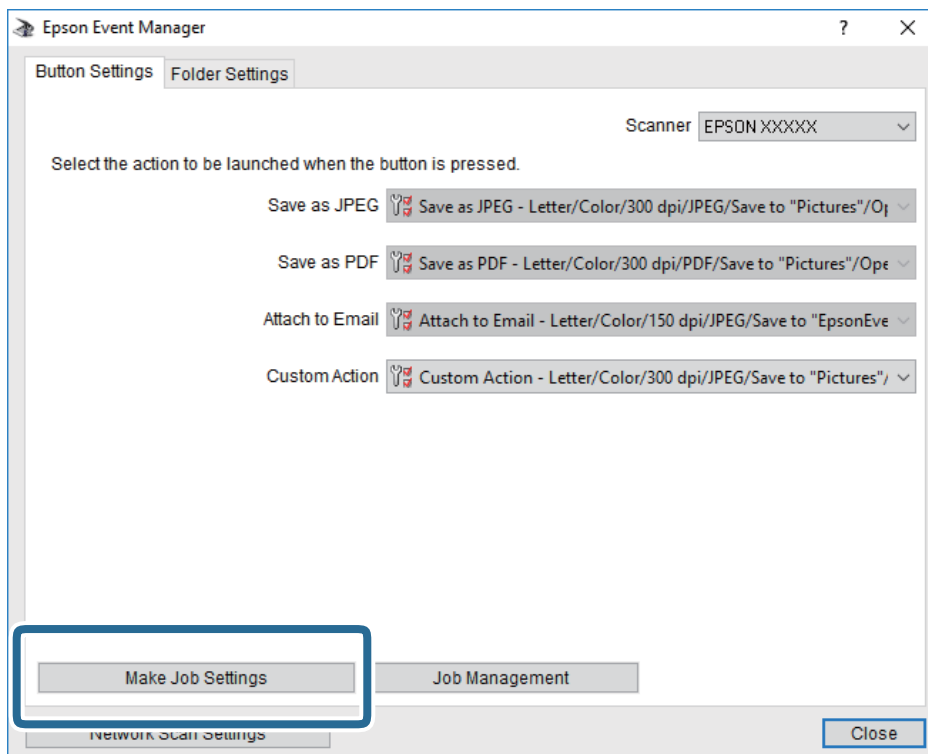 Epson Event Manager
Button Settings Folder Settings
Scanner EPSON XXXXX
Select the action to be launched when the button is pressed.
Save as JPEG Save as JPEG - Letter/Color/300 dpi/JPEG/Save to "Pictures"/Op
Save as PDF Save as PDF - Letter/Color/300 dpi/PDF/Save to "Pictures"/Ope
Attach to Email Attach to Email - Letter/Color/150 dpi/JPEG/Save to "EpsonEve
Custom Action Custom Action - Letter/Color/300 dpi/JPEG/Save to "Pictures"/
Make Job Settings Job Management
Network Scan Settings Close